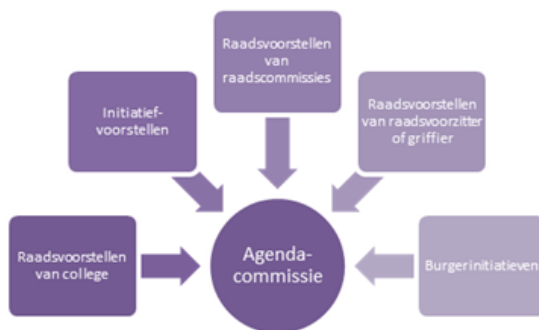 Raadsvoorstellen
van
raadscommissies
Initiatief-
voorstellen
Raadsvoorstellen
van raadsvoorzitter
of griffier
Raadsvoorstellen
van college
Agenda-
commissie
Burgerinitiatieven